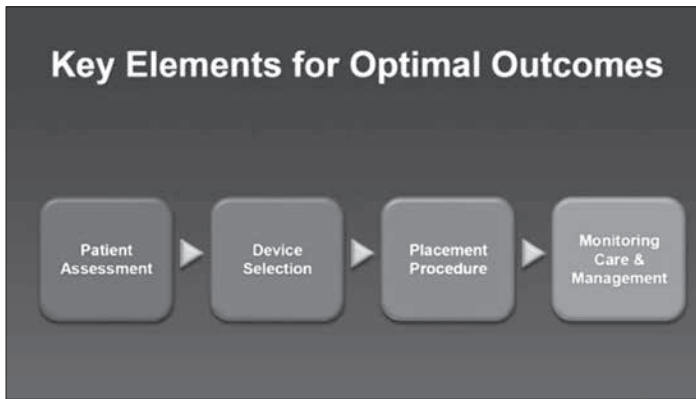 Key Elements for Optimal Outcomes
Patient
Assessment
Device
Selection
Placement
Procedure
Monitoring
Care &
Management